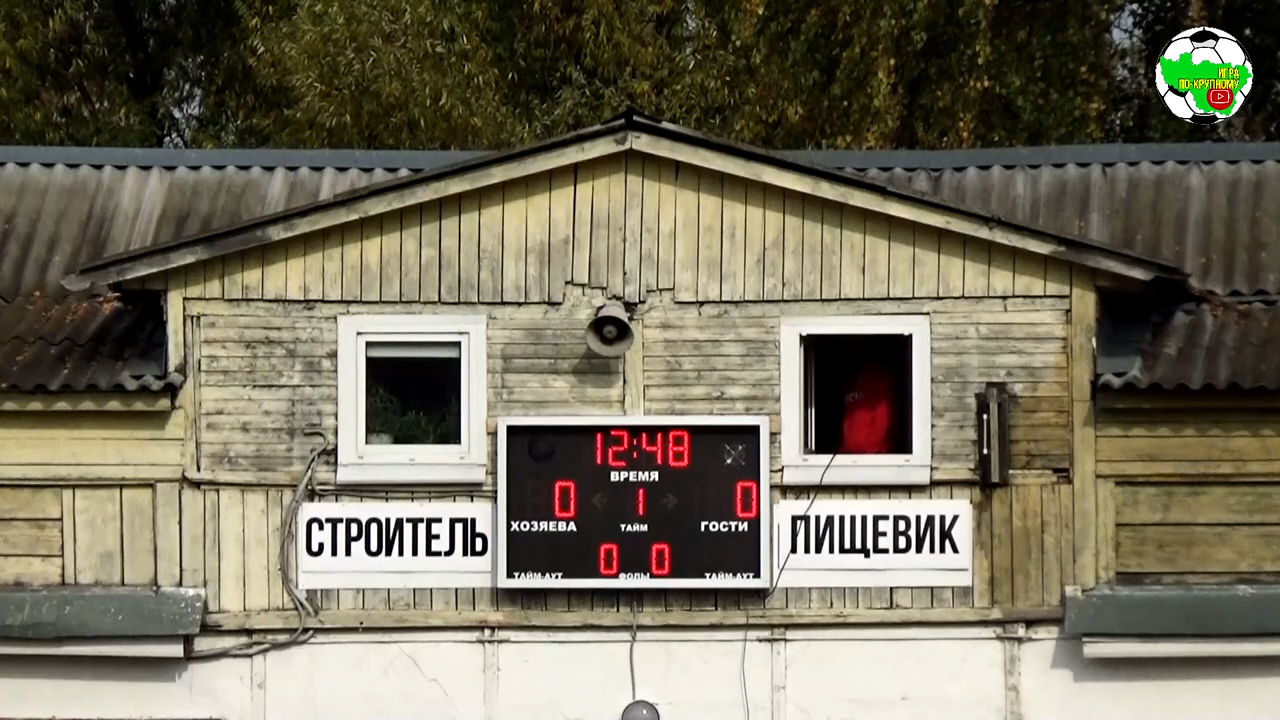 ИГРА
ПО-КРУПНОМУ
12:48
ВРЕМЯ
0 1 0
ХОЗЯЕВА ТАЙМ ГОСТИ
0 0
ТАЙМ-АУТ ФОЛЫ ТАЙМ-АУТ
СТРОИТЕЛЬ
ПИЩЕВИК